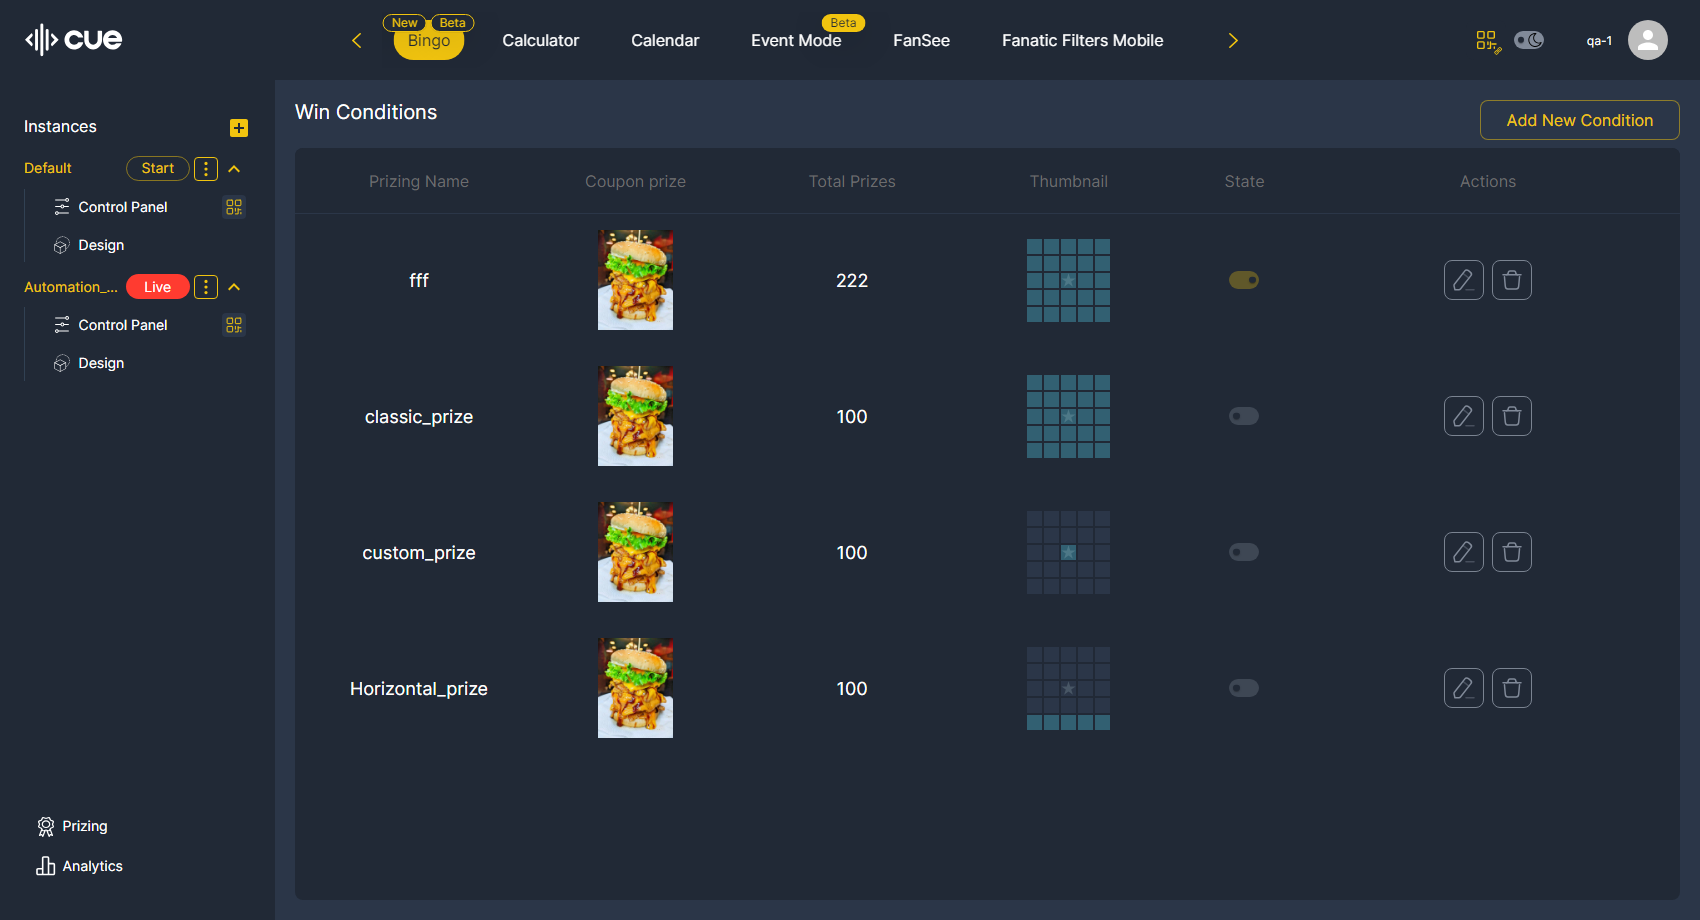 cue
New
Beta
Bingo
Calculator
Calendar
Beta
Event Mode
FanSee
Fanatic Filters Mobile
qa-1
Instances
Default
Start
Control Panel
Design
Automation_...
Live
Control Panel
Design
Prizing
Analytics
Win Conditions
Add New Condition
Prizing Name
Coupon prize
Total Prizes
Thumbnail
State
Actions
fff
222
classic_prize
100
custom_prize
100
Horizontal_prize
100